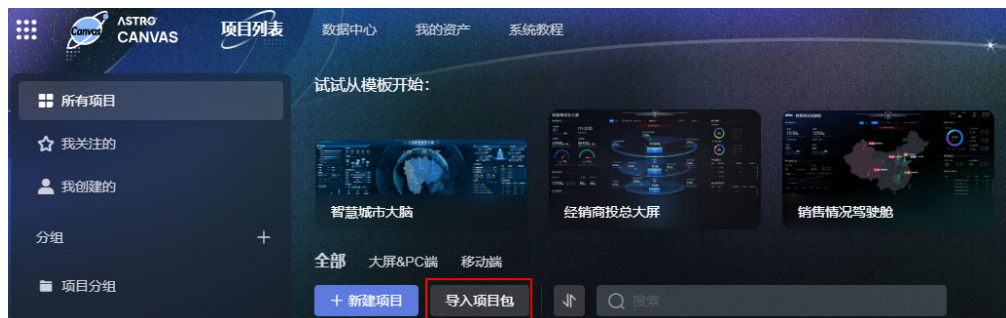 Canvas ASTRO CANVAS 项目列表 数据中心 我的资产 系统教程
所有项目
我关注的
我创建的
分组 +
项目分组
试试从模板开始：
智慧城市大脑 经销商投总大屏 销售情况驾驶舱
全部 大屏&PC端 移动端
+ 新建项目 导入项目包 搜索